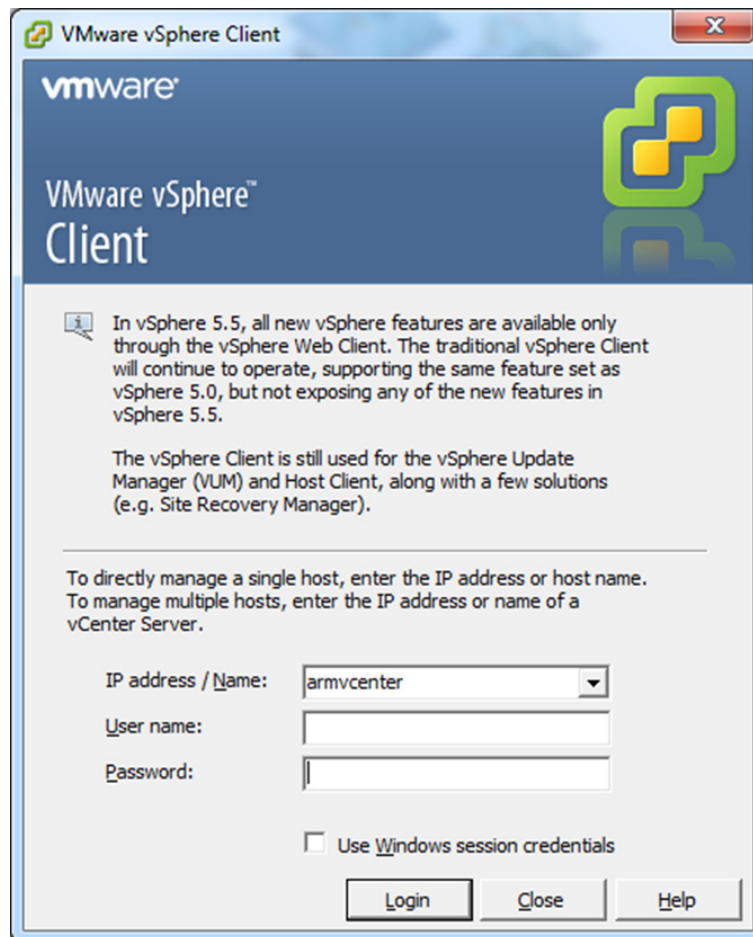 VMware vSphere Client
vmware®
VMware vSphere™
Client
In vSphere 5.5, all new vSphere features are available only
through the vSphere Web Client. The traditional vSphere Client
will continue to operate, supporting the same feature set as
vSphere 5.0, but not exposing any of the new features in
vSphere 5.5.
The vSphere Client is still used for the vSphere Update
Manager (VUM) and Host Client, along with a few solutions
(e.g. Site Recovery Manager).
To directly manage a single host, enter the IP address or host name.
To manage multiple hosts, enter the IP address or name of a
vCenter Server.
IP address / Name: armvcenter
User name:
Password:
Use Windows session credentials
Login Close Help